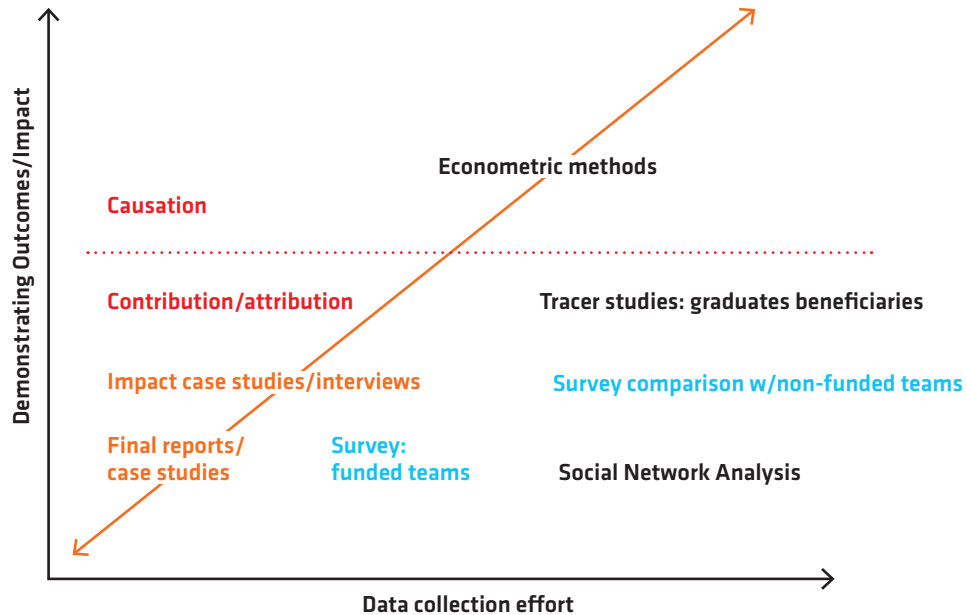 Demonstrating Outcomes/Impact
Econometric methods
Causation
Contribution/attribution
Tracer studies: graduates beneficiaries
Impact case studies/interviews
Survey comparison w/non-funded teams
Final reports/
case studies
Survey:
funded teams
Social Network Analysis
Data collection effort